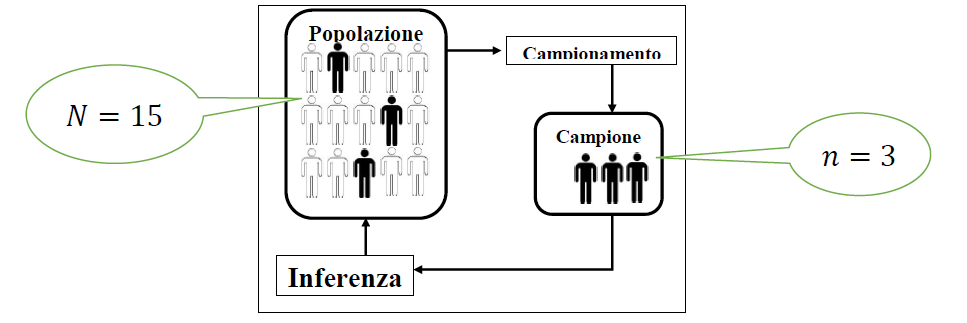 Popolazione
Campionamento
N = 15
Campione
n = 3
Inferenza